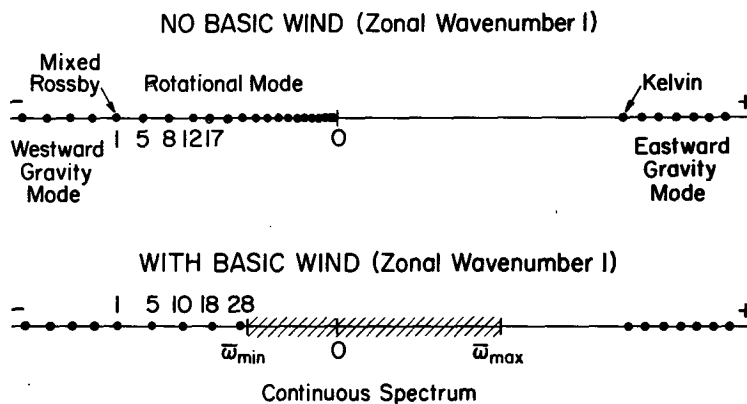 NO BASIC WIND (Zonal Wavenumber 1)
Mixed Rossby
Rotational Mode
Kelvin
− +
1 5 8 12 17 0
Westward Gravity Mode
Eastward Gravity Mode
WITH BASIC WIND (Zonal Wavenumber 1)
− 1 5 10 18 28 +
ω̅min 0 ω̅max
Continuous Spectrum